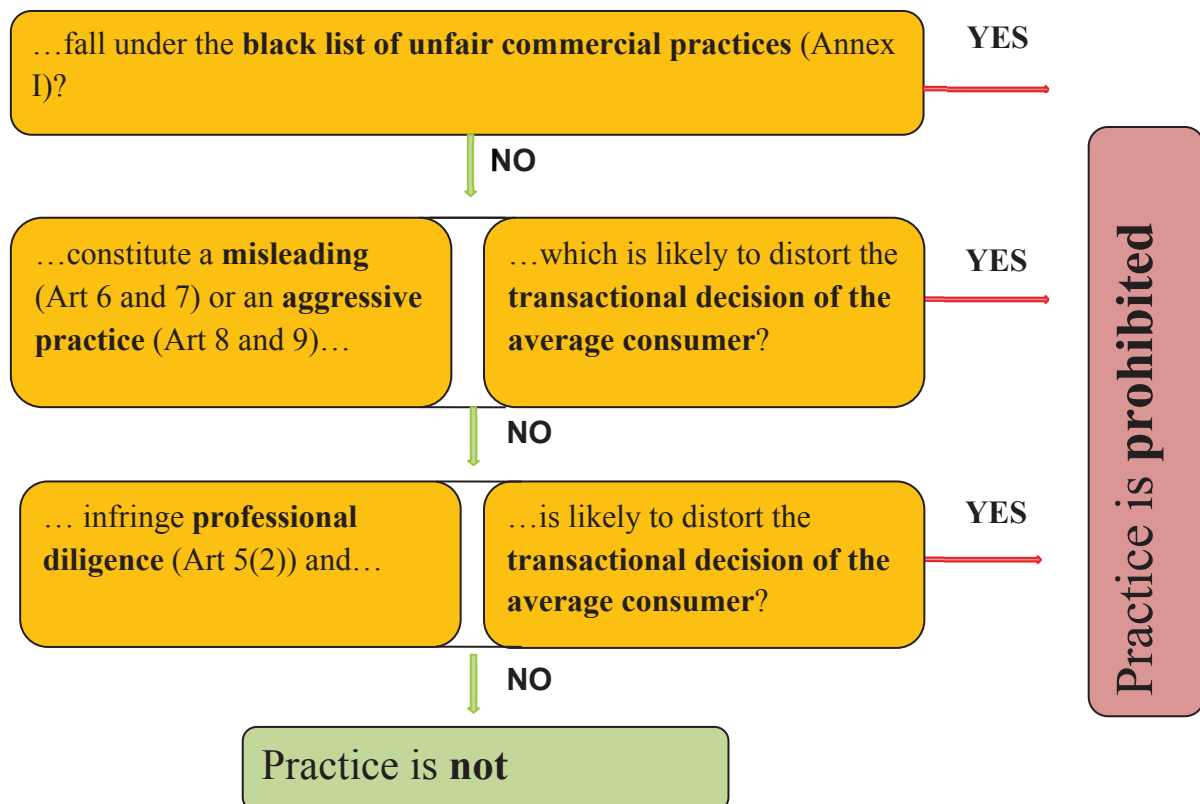 …fall under the black list of unfair commercial practices (Annex
I)?
YES
NO
…constitute a misleading
(Art 6 and 7) or an aggressive
practice (Art 8 and 9)…
…which is likely to distort the
transactional decision of the
average consumer?
YES
NO
… infringe professional
diligence (Art 5(2)) and…
…is likely to distort the
transactional decision of the
average consumer?
YES
NO
Practice is not
Practice is prohibited